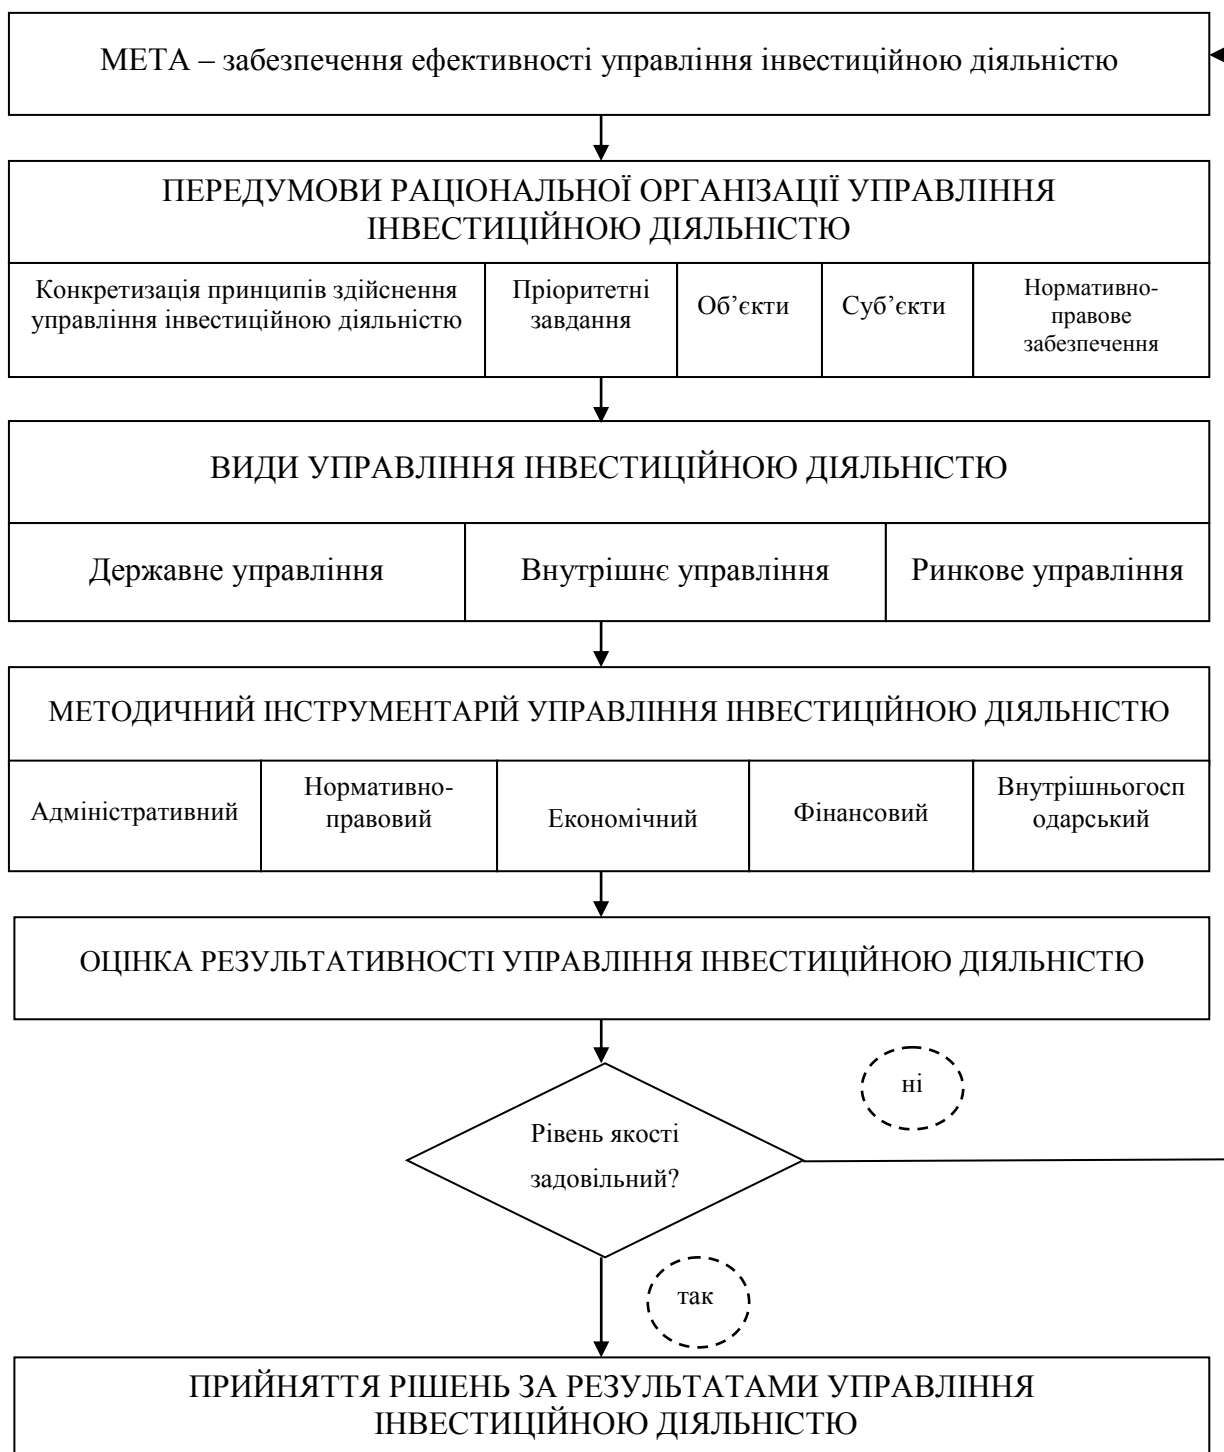 МЕТА – забезпечення ефективності управління інвестиційною діяльністю
ПЕРЕДУМОВИ РАЦІОНАЛЬНОЇ ОРГАНІЗАЦІЇ УПРАВЛІННЯ
ІНВЕСТИЦІЙНОЮ ДІЯЛЬНІСТЮ
Конкретизація принципів здійснення
управління інвестиційною діяльністю
Пріоритетні
завдання
Об’єкти
Суб’єкти
Нормативно-
правове
забезпечення
ВИДИ УПРАВЛІННЯ ІНВЕСТИЦІЙНОЮ ДІЯЛЬНІСТЮ
Державне управління
Внутрішнє управління
Ринкове управління
МЕТОДИЧНИЙ ІНСТРУМЕНТАРІЙ УПРАВЛІННЯ ІНВЕСТИЦІЙНОЮ ДІЯЛЬНІСТЮ
Адміністративний
Нормативно-
правовий
Економічний
Фінансовий
Внутрішньогосп
одарський
ОЦІНКА РЕЗУЛЬТАТИВНОСТІ УПРАВЛІННЯ ІНВЕСТИЦІЙНОЮ ДІЯЛЬНІСТЮ
ні
Рівень якості
задовільний?
так
ПРИЙНЯТТЯ РІШЕНЬ ЗА РЕЗУЛЬТАТАМИ УПРАВЛІННЯ
ІНВЕСТИЦІЙНОЮ ДІЯЛЬНІСТЮ